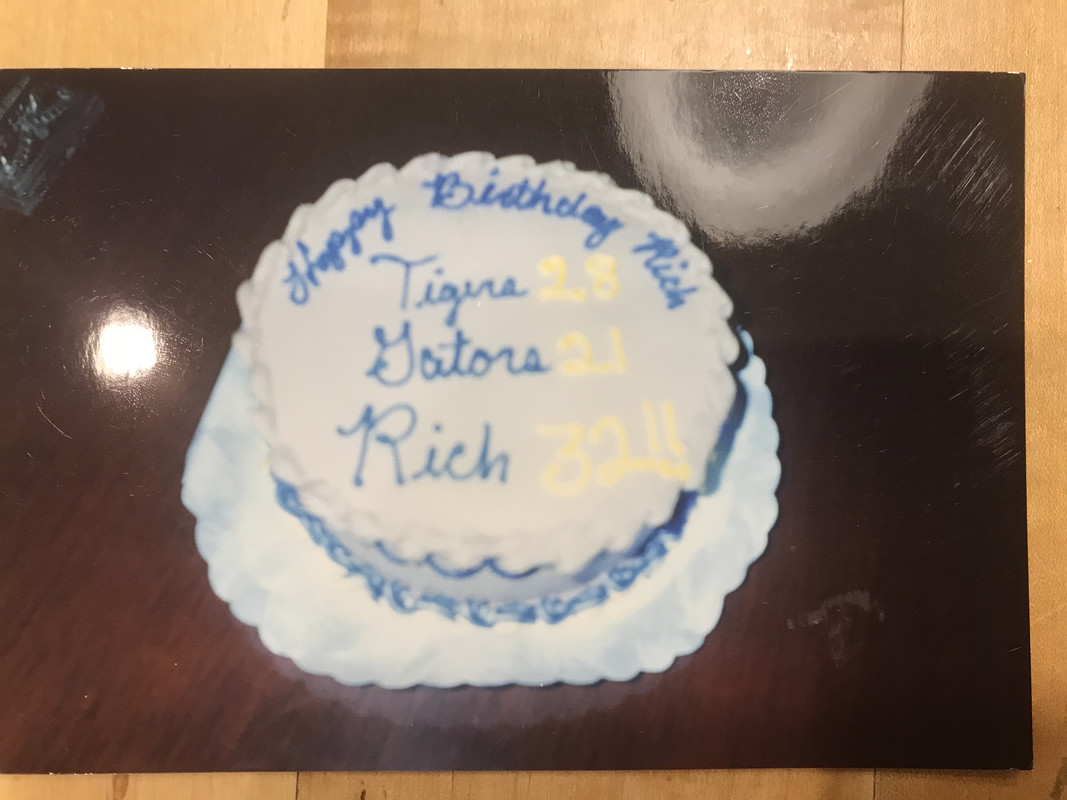 Happy Birthday Rich
Tigers 28
Gators 21
Rich 32!!